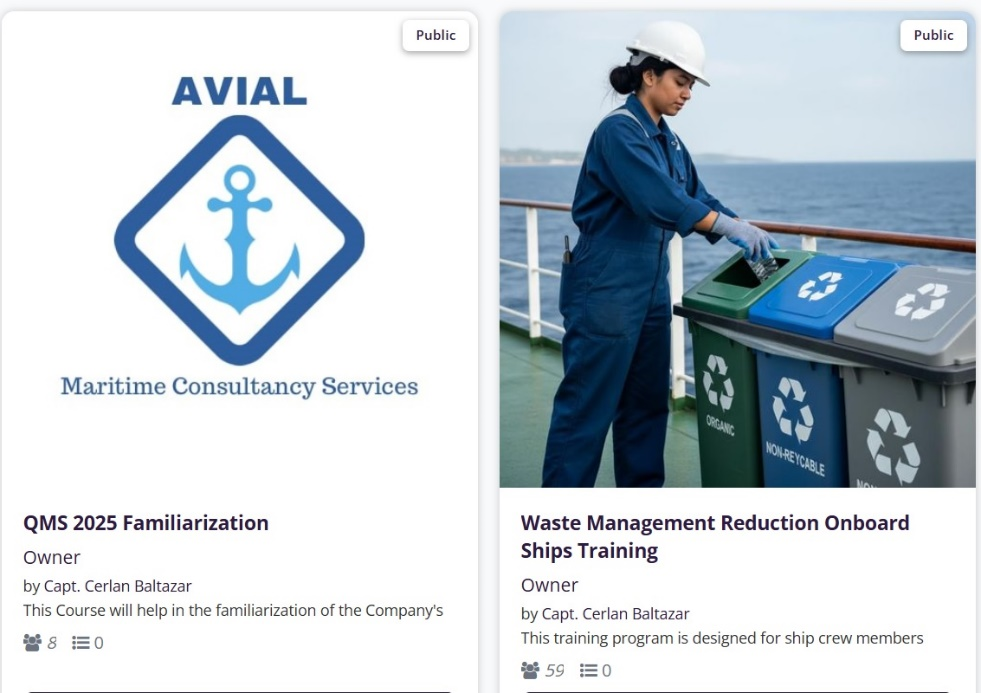 Public
AVIAL
Maritime Consultancy Services
QMS 2025 Familiarization
Owner
by Capt. Cerlan Baltazar
This Course will help in the familiarization of the Company's
8 0
Public
ORGANIC
NON-REYCABLE
Waste Management Reduction Onboard
Ships Training
Owner
by Capt. Cerlan Baltazar
This training program is designed for ship crew members
59 0